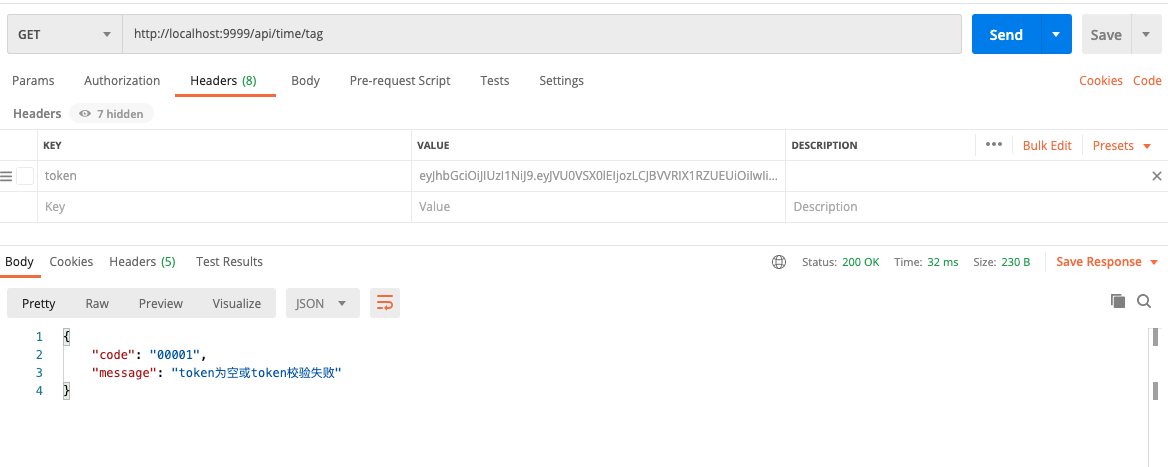 GET http://localhost:9999/api/time/tag Send Save
Params Authorization Headers (8) Body Pre-request Script Tests Settings Cookies Code
Headers 7 hidden
KEY VALUE DESCRIPTION ••• Bulk Edit Presets
token eyJhbGciOiJIUzI1NiJ9.eyJVU0VSX0lEIjozLCJBVVRIX1RZUEUiOiIwIi...
Key Value Description
Body Cookies Headers (5) Test Results Status: 200 OK Time: 32 ms Size: 230 B Save Response
Pretty Raw Preview Visualize JSON
1 {
2 "code": "00001",
3 "message": "token为空或token校验失败"
4 }